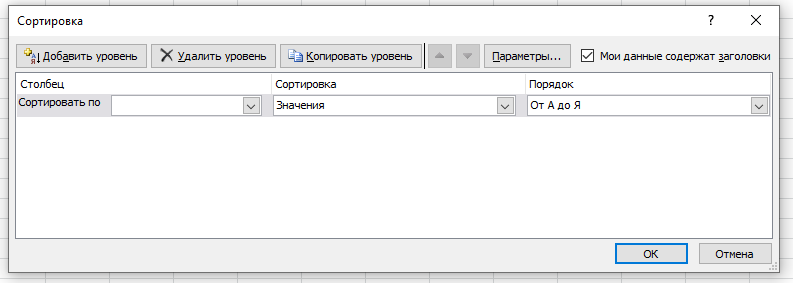 Сортировка
Добавить уровень Удалить уровень Копировать уровень Параметры... Мои данные содержат заголовки
Столбец Сортировка Порядок
Сортировать по Значения От А до Я
ОК Отмена